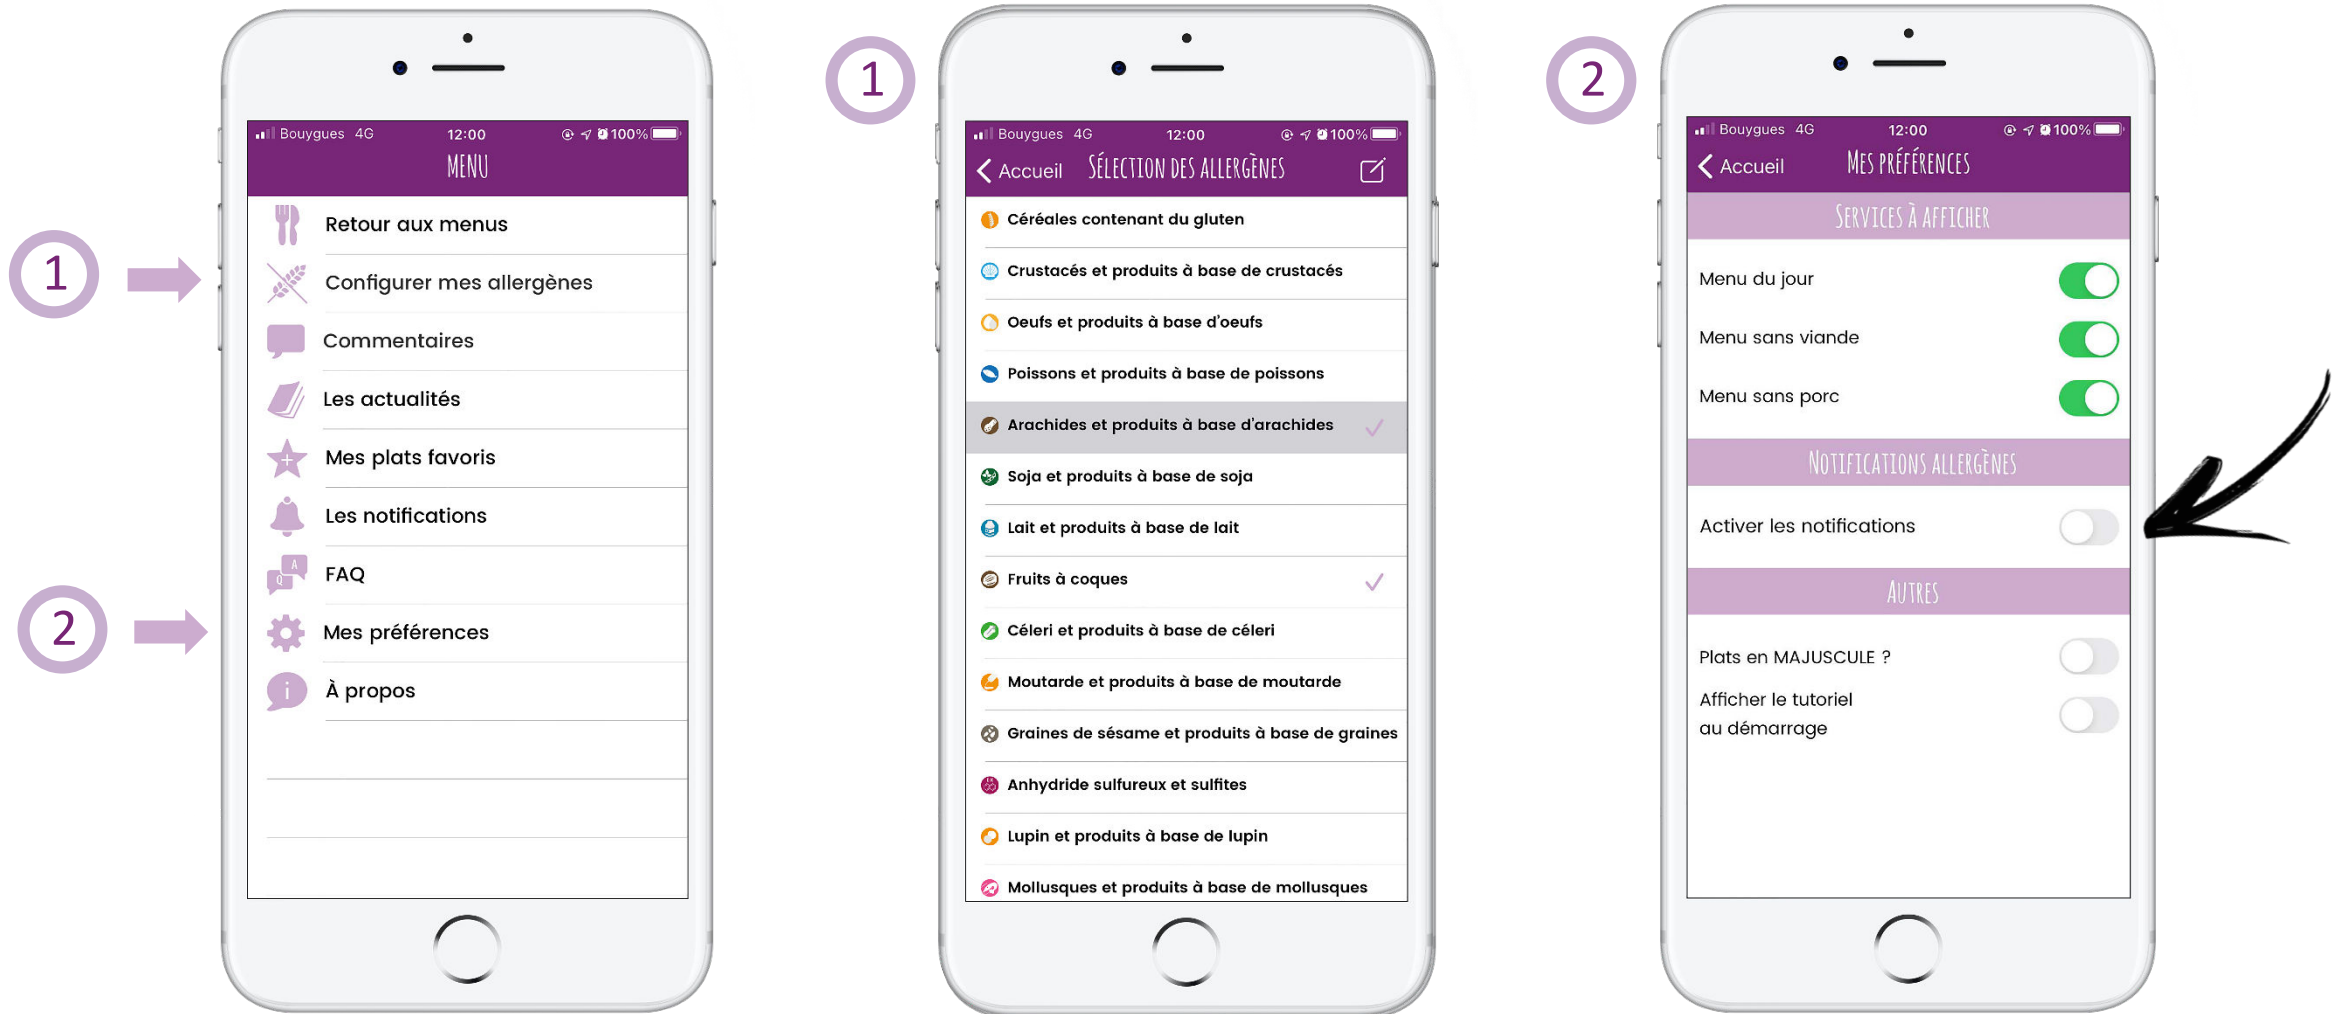 1
2
Bouygues 4G 12:00 100%
MENU
Retour aux menus
Configurer mes allergènes
Commentaires
Les actualités
Mes plats favoris
Les notifications
Q A
FAQ
Mes préférences
i
À propos
1
Bouygues 4G 12:00 100%
Accueil SÉLECTION DES ALLERGÈNES
Céréales contenant du gluten
Crustacés et produits à base de crustacés
Oeufs et produits à base d'oeufs
Poissons et produits à base de poissons
Arachides et produits à base d'arachides
Soja et produits à base de soja
Lait et produits à base de lait
Fruits à coques
Céleri et produits à base de céleri
Moutarde et produits à base de moutarde
Graines de sésame et produits à base de graines
Anhydride sulfureux et sulfites
Lupin et produits à base de lupin
Mollusques et produits à base de mollusques
2
Bouygues 4G 12:00 100%
Accueil MES PRÉFÉRENCES
SERVICES À AFFICHER
Menu du jour
Menu sans viande
Menu sans porc
NOTIFICATIONS ALLERGÈNES
Activer les notifications
AUTRES
Plats en MAJUSCULE ?
Afficher le tutoriel
au démarrage